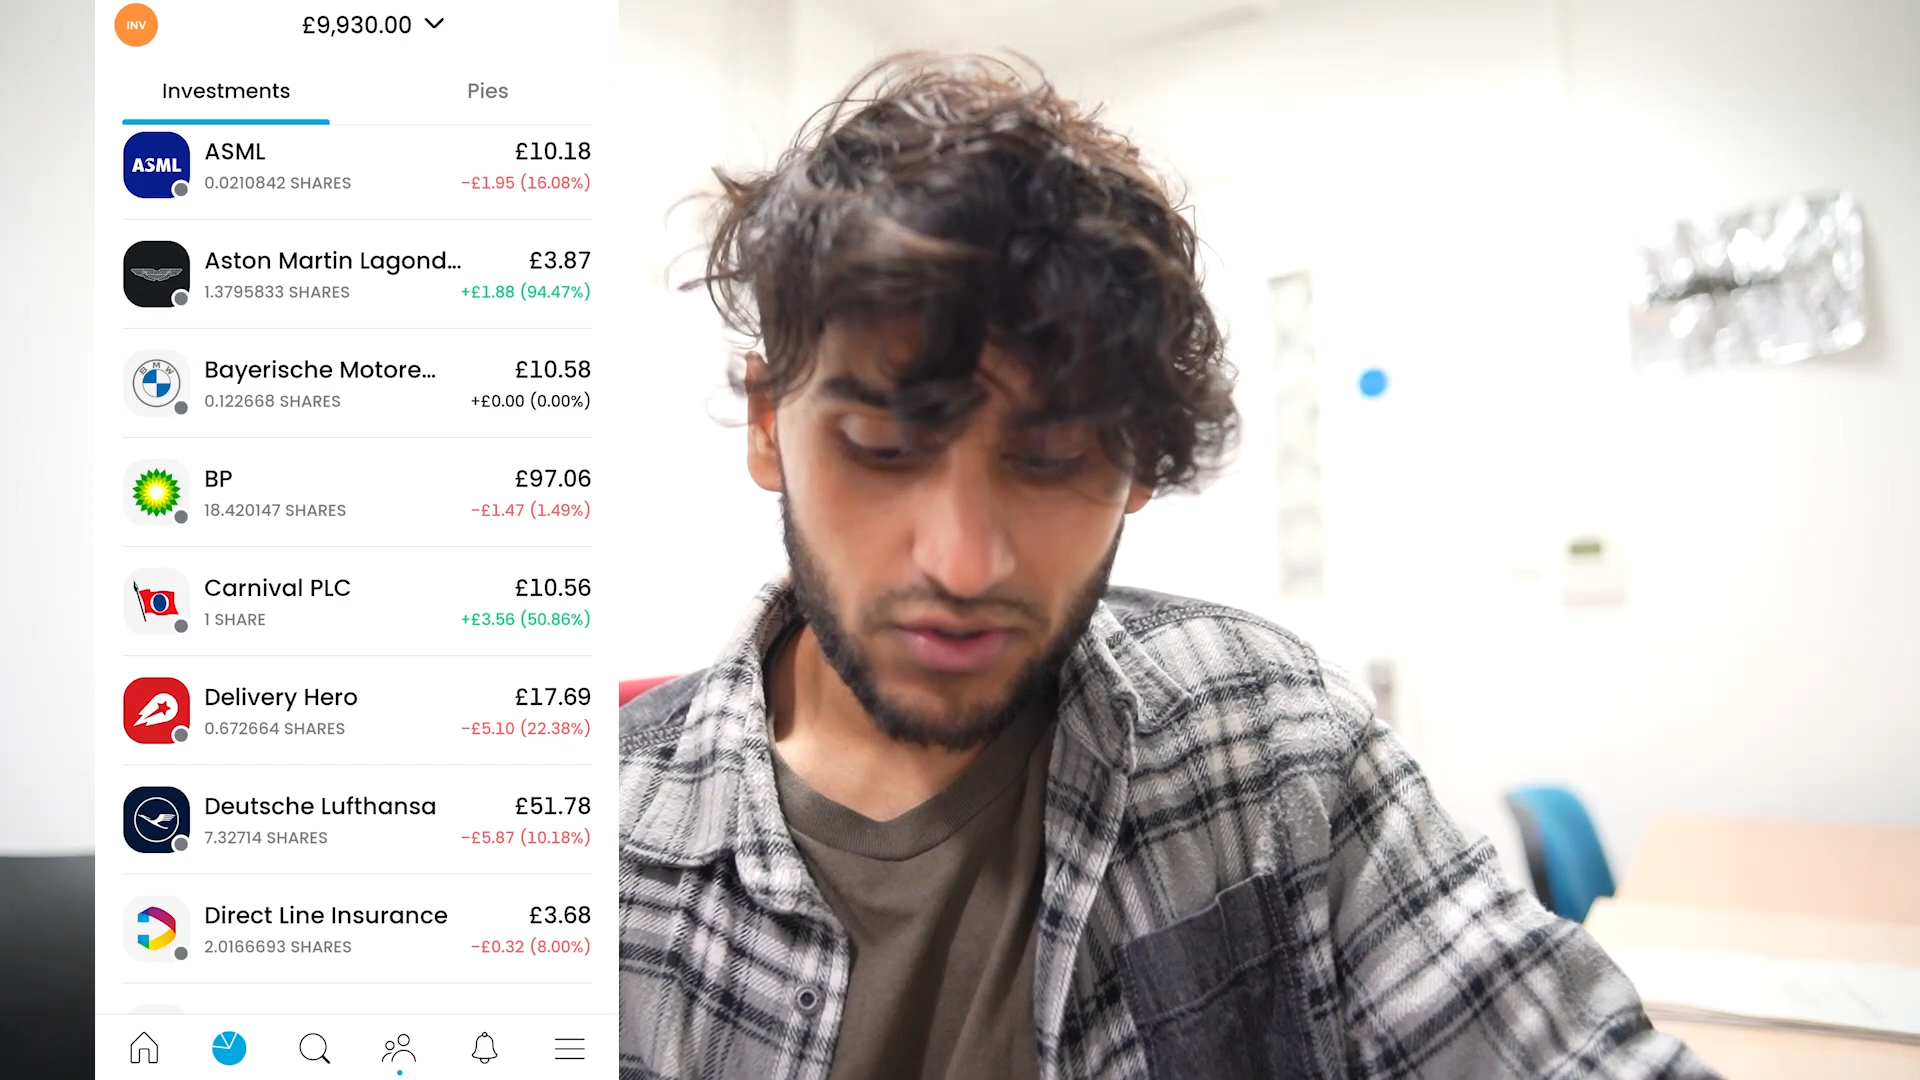 INV
£9,930.00
Investments
Pies
ASML
ASML
£10.18
0.0210842 SHARES
−£1.95 (16.08%)
Aston Martin Lagond...
£3.87
1.3795833 SHARES
+£1.88 (94.47%)
BMW
Bayerische Motore...
£10.58
0.122668 SHARES
+£0.00 (0.00%)
BP
£97.06
18.420147 SHARES
−£1.47 (1.49%)
Carnival PLC
£10.56
1 SHARE
+£3.56 (50.86%)
Delivery Hero
£17.69
0.672664 SHARES
−£5.10 (22.38%)
Deutsche Lufthansa
£51.78
7.32714 SHARES
−£5.87 (10.18%)
Direct Line Insurance
£3.68
2.0166693 SHARES
−£0.32 (8.00%)